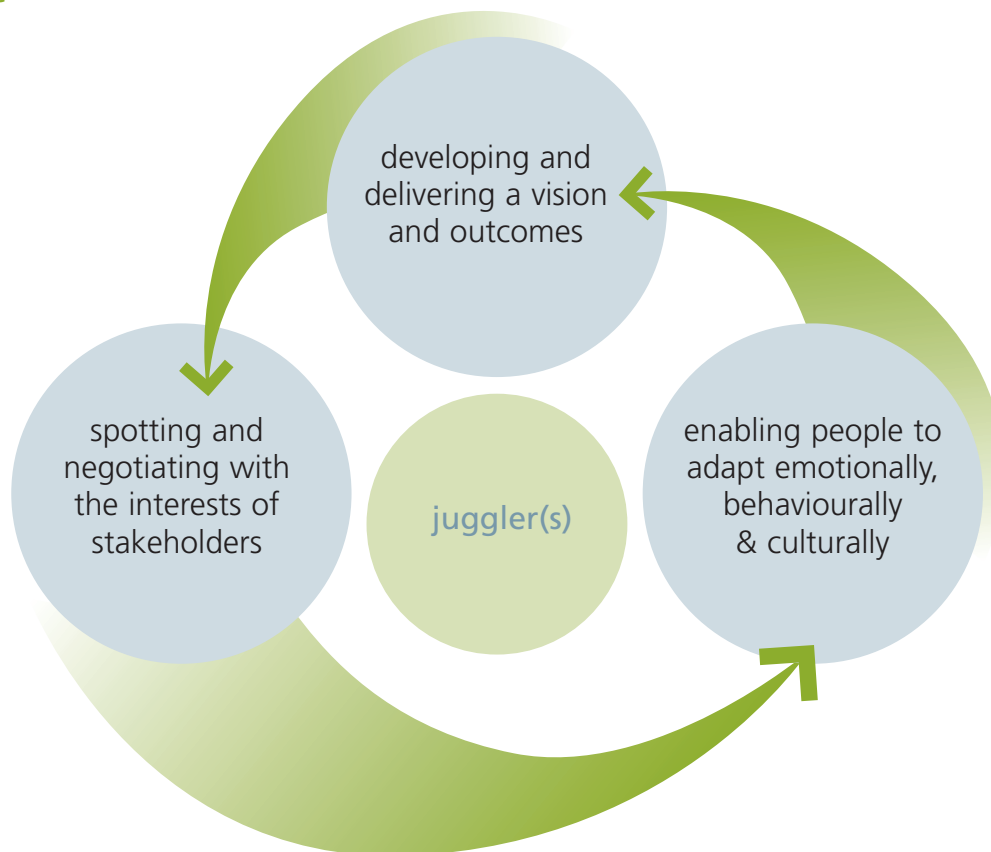 developing and
delivering a vision
and outcomes
spotting and
negotiating with
the interests of
stakeholders
juggler(s)
enabling people to
adapt emotionally,
behaviourally
& culturally